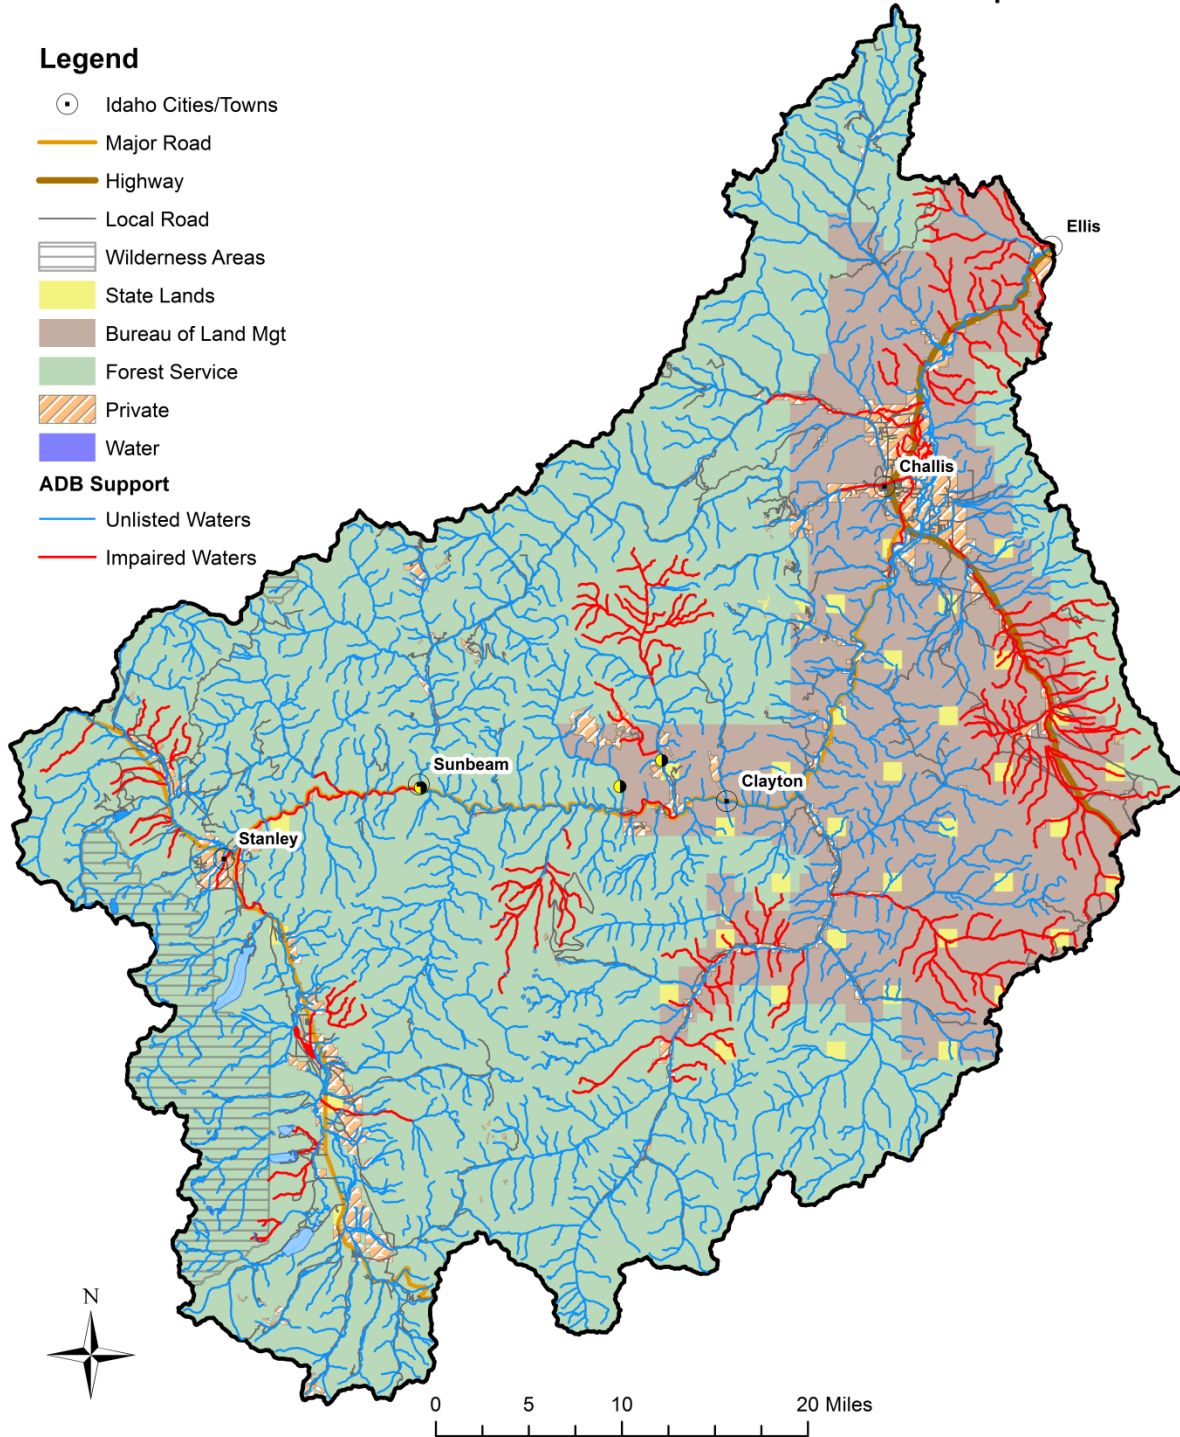 Legend
Idaho Cities/Towns
Major Road
Highway
Local Road
Wilderness Areas
State Lands
Bureau of Land Mgt
Forest Service
Private
Water
ADB Support
Unlisted Waters
Impaired Waters
Ellis
Challis
Sunbeam
Clayton
Stanley
N
0 5 10 20 Miles